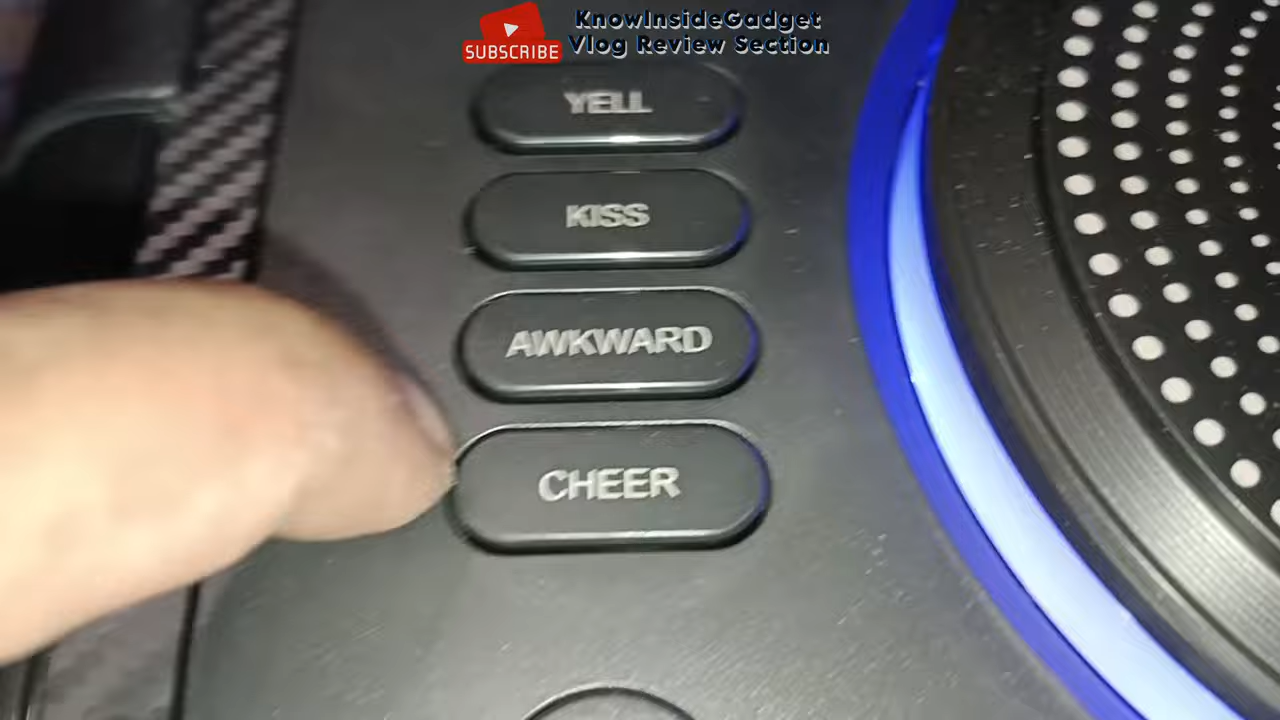 SUBSCRIBE
KnowInsideGadget
Vlog Review Section
YELL
KISS
AWKWARD
CHEER